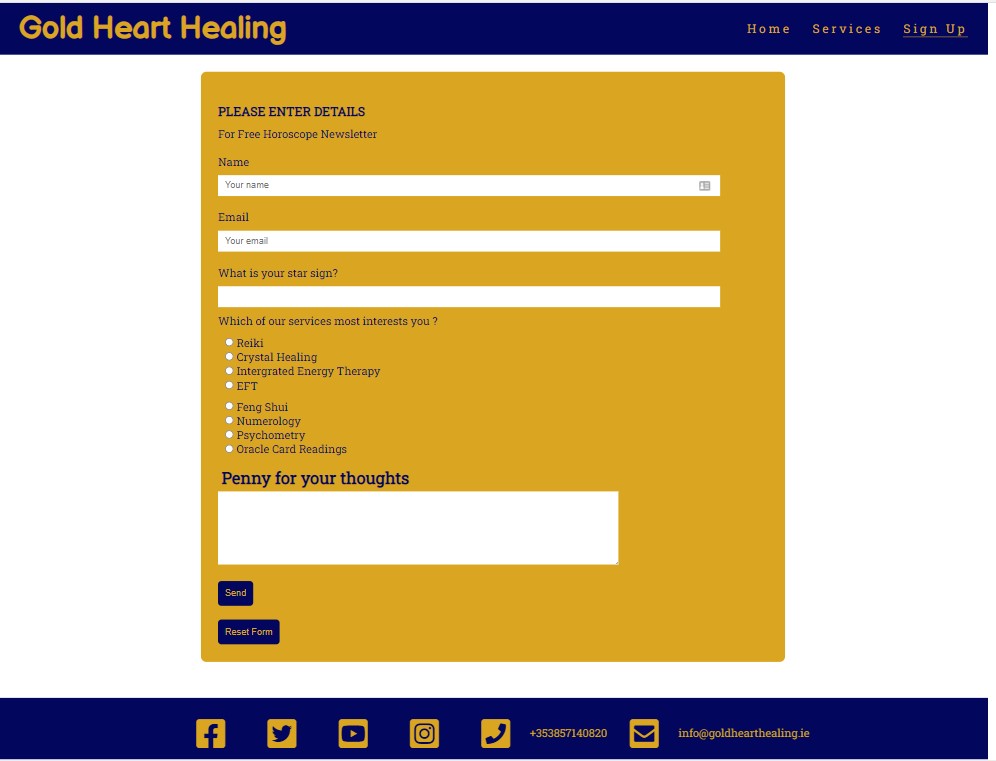 Gold Heart Healing
Home Services Sign Up
PLEASE ENTER DETAILS
For Free Horoscope Newsletter
Name
Your name
Email
Your email
What is your star sign?
Which of our services most interests you ?
Reiki
Crystal Healing
Intergrated Energy Therapy
EFT
Feng Shui
Numerology
Psychometry
Oracle Card Readings
Penny for your thoughts
Send
Reset Form
+353857140820 info@goldhearthealing.ie